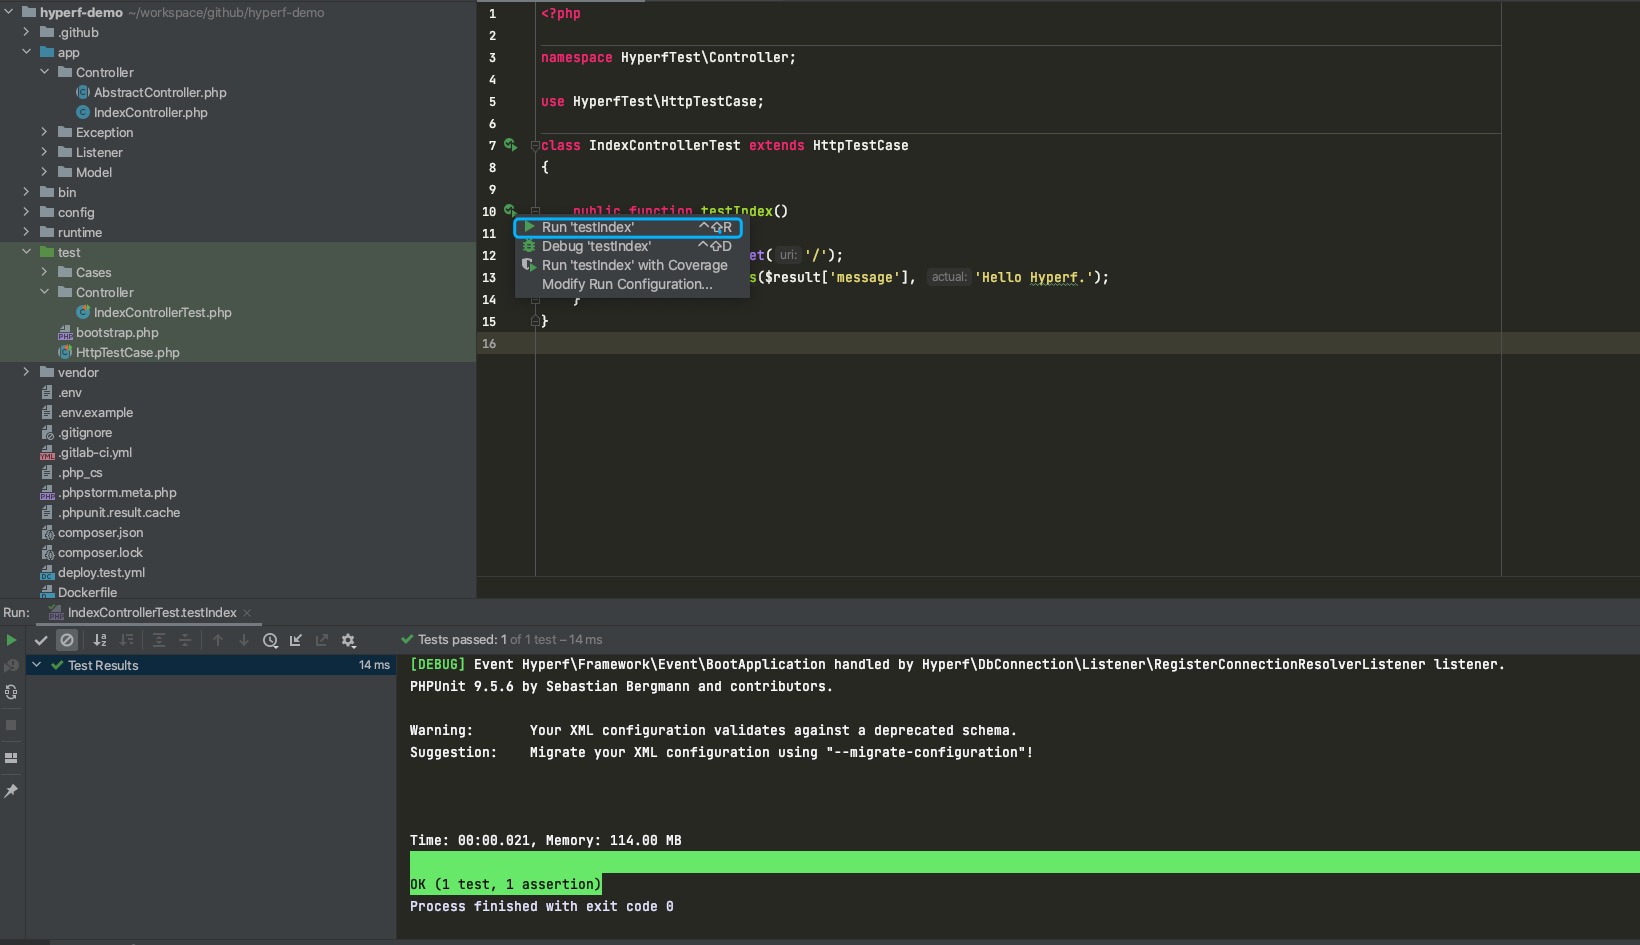 hyperf-demo ~/workspace/github/hyperf-demo
.github
app
Controller
AbstractController.php
IndexController.php
Exception
Listener
Model
bin
config
runtime
test
Cases
Controller
IndexControllerTest.php
bootstrap.php
HttpTestCase.php
vendor
.env
.env.example
.gitignore
.gitlab-ci.yml
.php_cs
.phpstorm.meta.php
.phpunit.result.cache
composer.json
composer.lock
deploy.test.yml
Dockerfile
1 <?php
2
3 namespace HyperfTest\Controller;
4
5 use HyperfTest\HttpTestCase;
6
7 class IndexControllerTest extends HttpTestCase
8 {
9
10 public function testIndex()
11
12 et( uri: '/');
13 s($result['message'], actual: 'Hello Hyperf.');
14 }
15 }
16
Run 'testIndex' ^⇧R
Debug 'testIndex' ^⇧D
Run 'testIndex' with Coverage
Modify Run Configuration...
Run: IndexControllerTest.testIndex
Tests passed: 1 of 1 test – 14 ms
Test Results 14 ms
[DEBUG] Event Hyperf\Framework\Event\BootApplication handled by Hyperf\DbConnection\Listener\RegisterConnectionResolverListener listener.
PHPUnit 9.5.6 by Sebastian Bergmann and contributors.
Warning: Your XML configuration validates against a deprecated schema.
Suggestion: Migrate your XML configuration using "--migrate-configuration"!
Time: 00:00.021, Memory: 114.00 MB
OK (1 test, 1 assertion)
Process finished with exit code 0